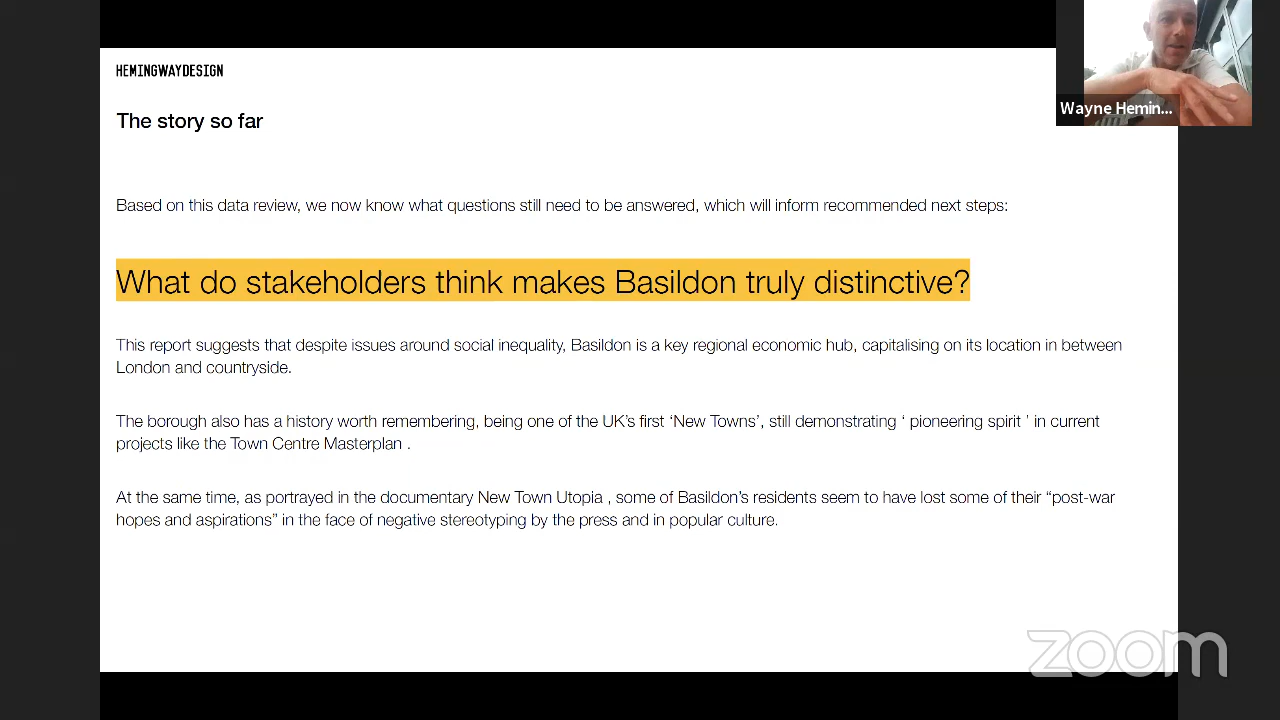 HEMINGWAYDESIGN
Wayne Hemin...
The story so far
Based on this data review, we now know what questions still need to be answered, which will inform recommended next steps:
What do stakeholders think makes Basildon truly distinctive?
This report suggests that despite issues around social inequality, Basildon is a key regional economic hub, capitalising on its location in between
London and countryside.
The borough also has a history worth remembering, being one of the UK’s first ‘New Towns’, still demonstrating ‘ pioneering spirit ’ in current
projects like the Town Centre Masterplan .
At the same time, as portrayed in the documentary New Town Utopia , some of Basildon’s residents seem to have lost some of their “post-war
hopes and aspirations” in the face of negative stereotyping by the press and in popular culture.
zoom